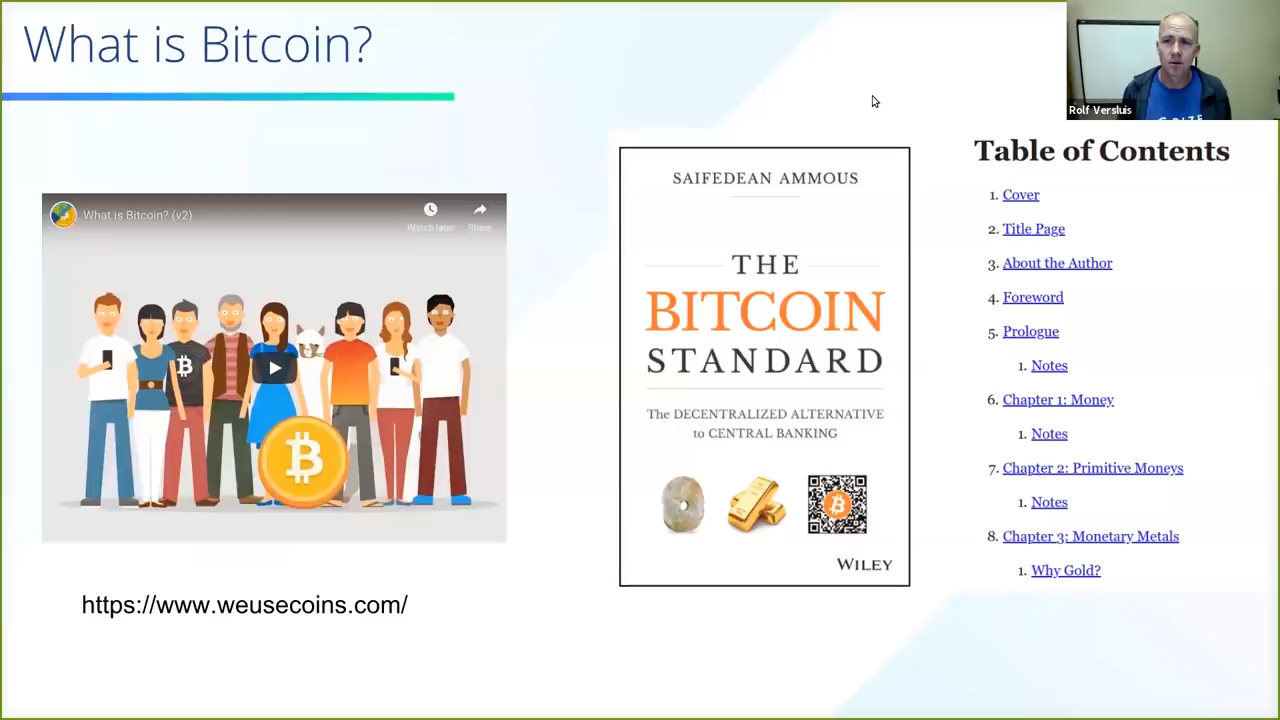 What is Bitcoin?
Rolf Versluis
What is Bitcoin? (v2)
Watch later
Share
https://www.weusecoins.com/
SAIFEDEAN AMMOUS
THE
BITCOIN
STANDARD
The DECENTRALIZED ALTERNATIVE
to CENTRAL BANKING
WILEY
Table of Contents
1. Cover
2. Title Page
3. About the Author
4. Foreword
5. Prologue
1. Notes
6. Chapter 1: Money
1. Notes
7. Chapter 2: Primitive Moneys
1. Notes
8. Chapter 3: Monetary Metals
1. Why Gold?